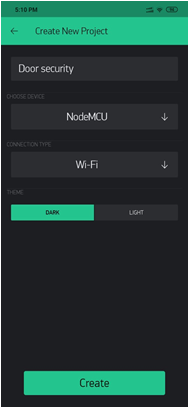 5:18 PM
Create New Project
Door security
CHOOSE DEVICE
NodeMCU
CONNECTION TYPE
Wi-Fi
THEME
DARK
LIGHT
Create